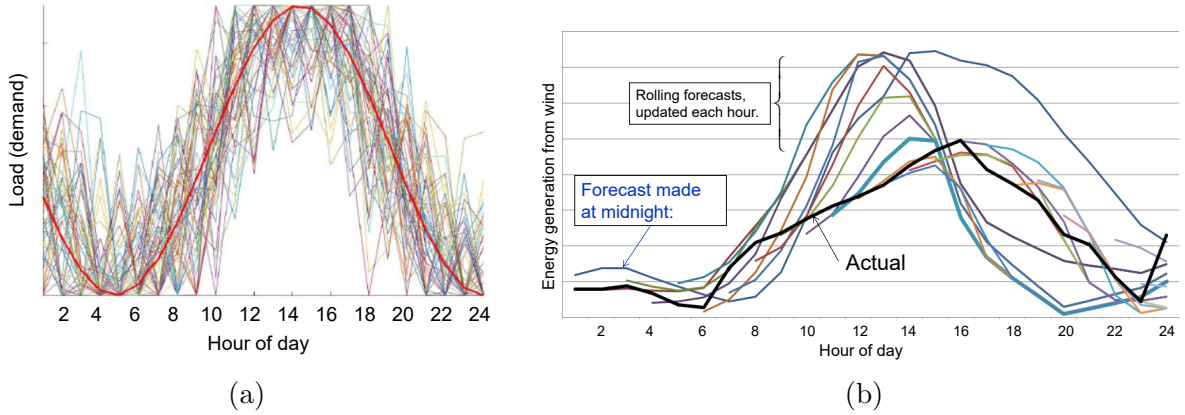 Load (demand)
2 4 6 8 10 12 14 16 18 20 22 24
Hour of day
(a)
Energy generation from wind
Rolling forecasts,
updated each hour.
Forecast made
at midnight:
Actual
2 4 6 8 10 12 14 16 18 20 22 24
Hour of day
(b)